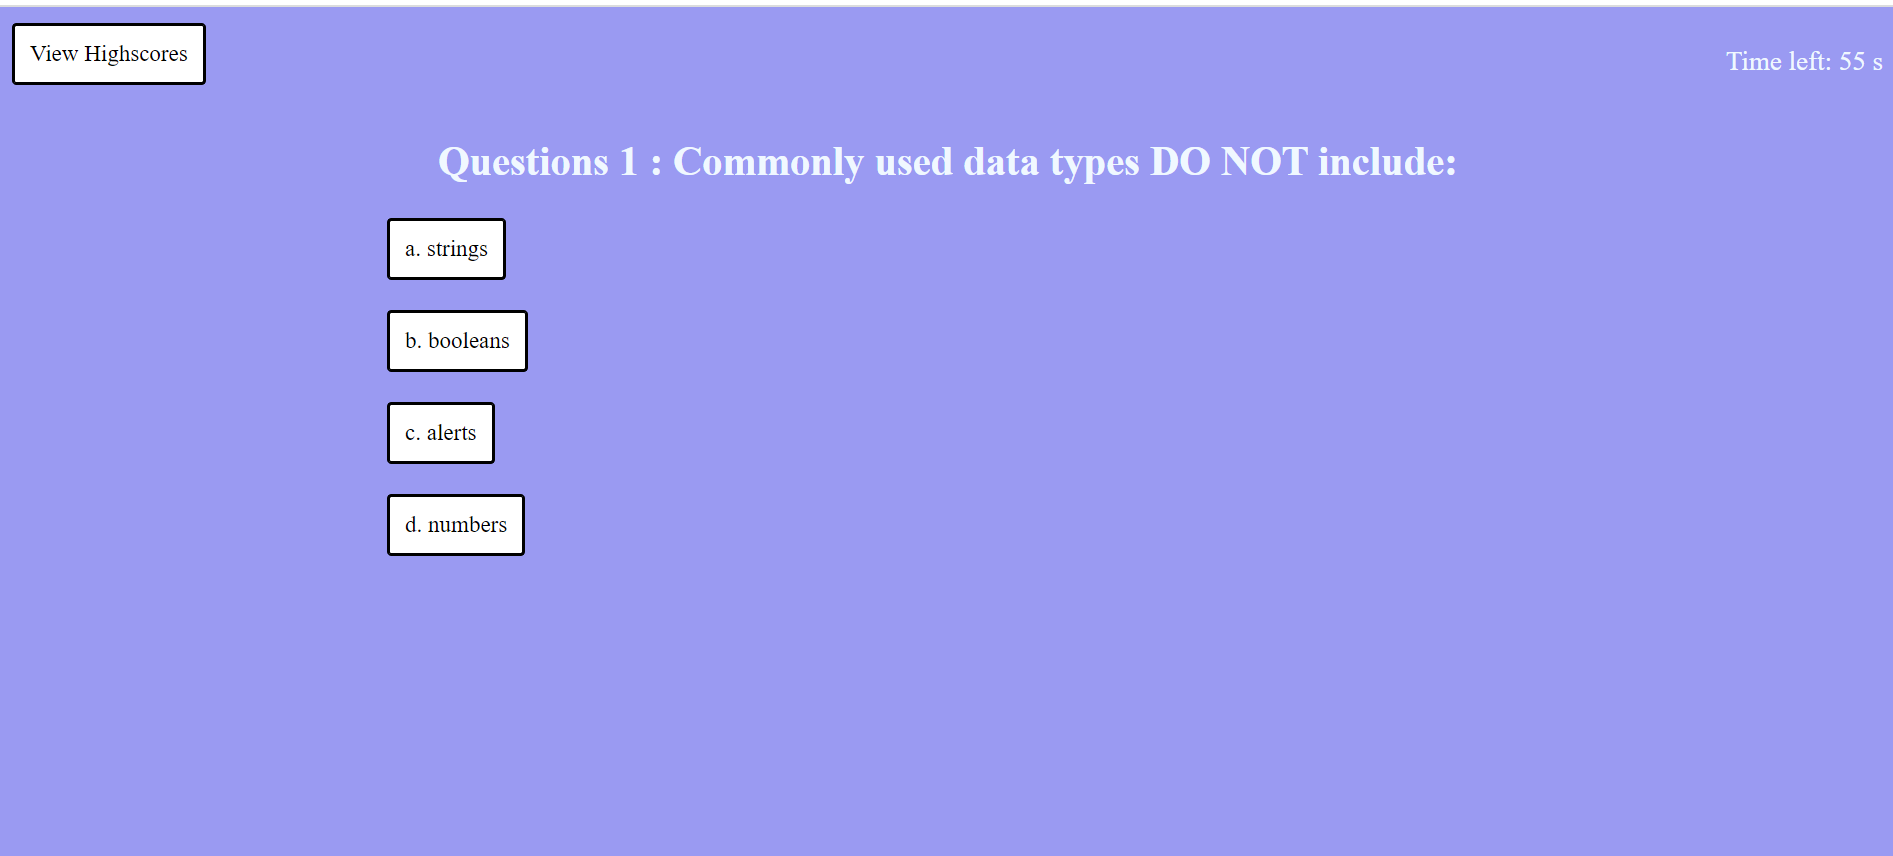 View Highscores
Time left: 55 s
Questions 1 : Commonly used data types DO NOT include:
a. strings
b. booleans
c. alerts
d. numbers